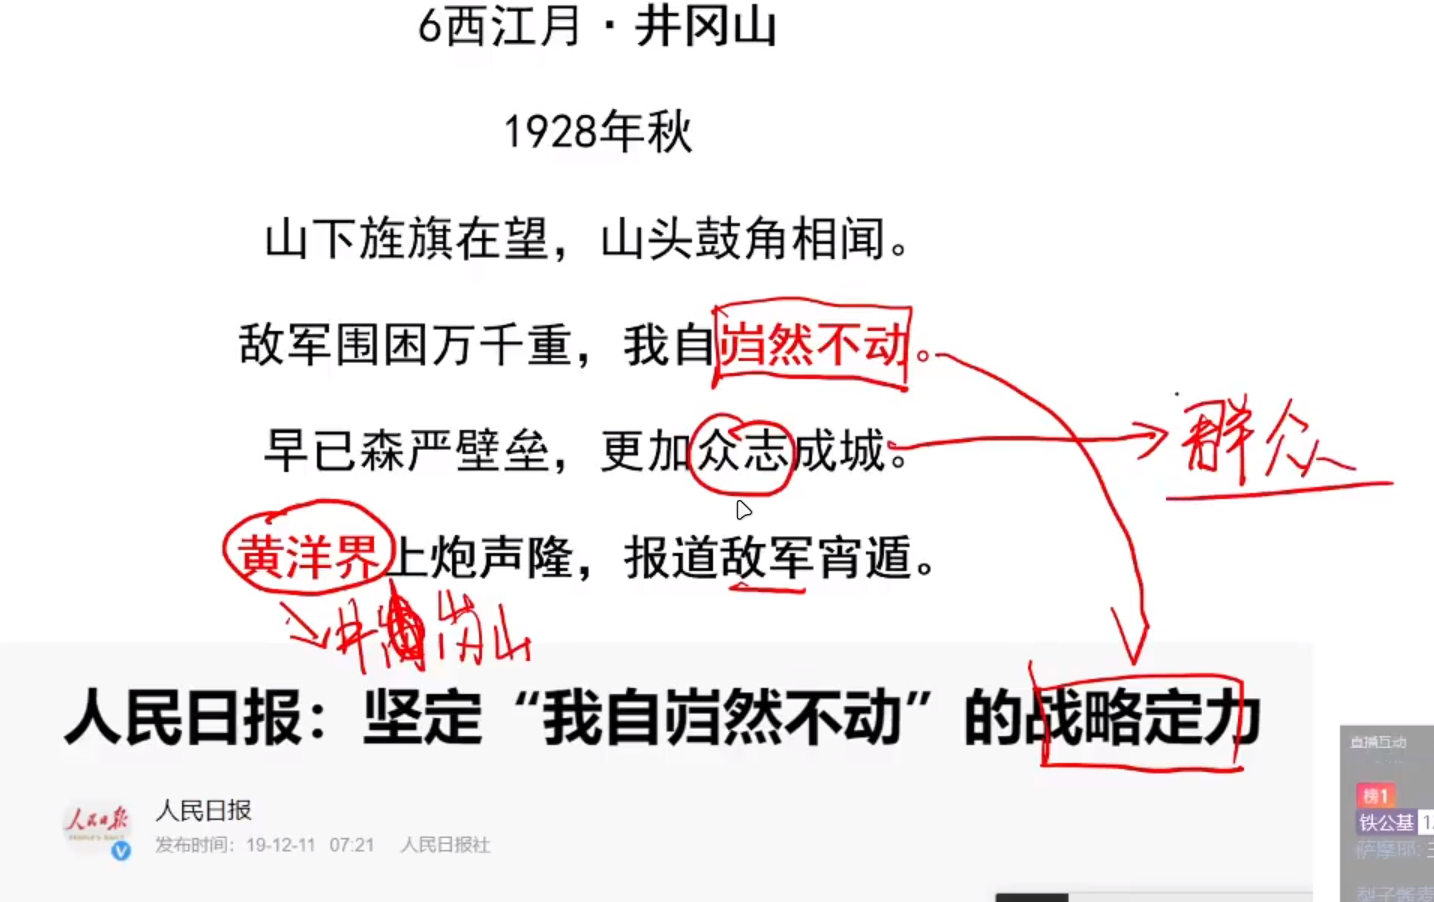 6西江月·井冈山
1928年秋
山下旌旗在望，山头鼓角相闻。
敌军围困万千重，我自岿然不动。
早已森严壁垒，更加众志成城。
群众
黄洋界上炮声隆，报道敌军宵遁。
井冈山
人民日报：坚定“我自岿然不动”的战略定力
人民日报
人民日报
发布时间：19-12-11 07:21 人民日报社
直播互动
榜1
铁公基
萨摩耶: